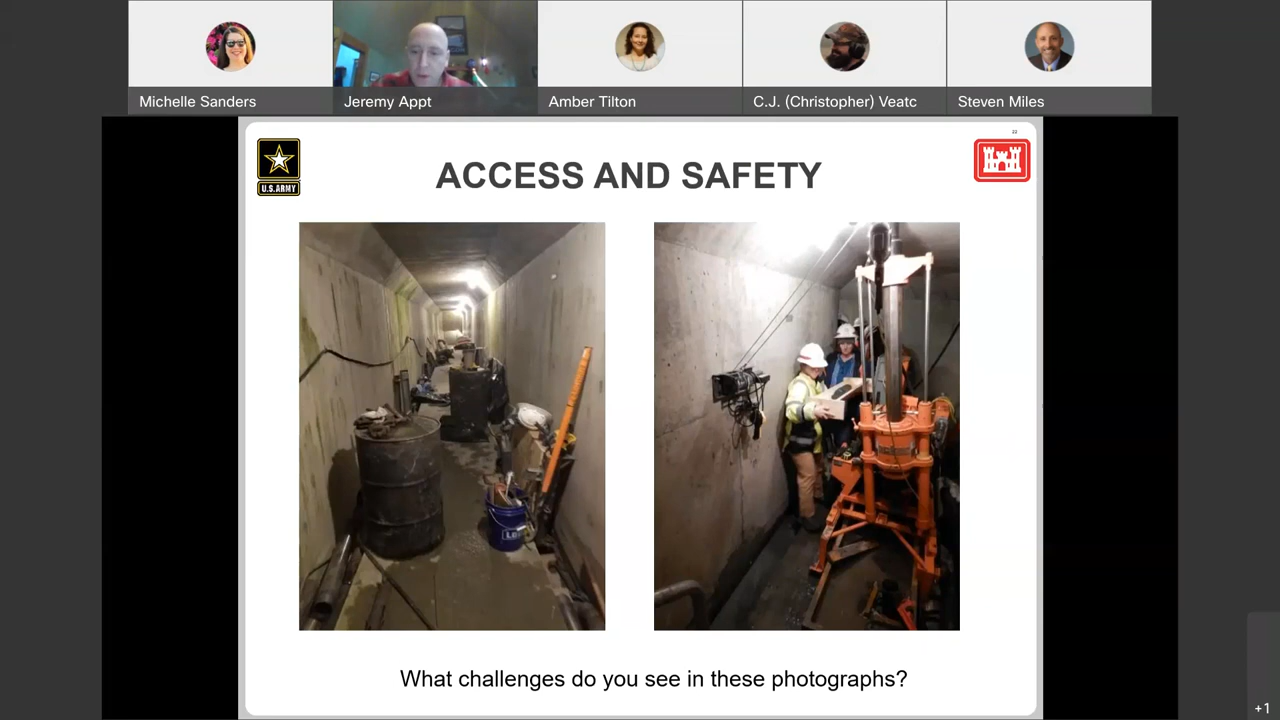 Michelle Sanders
Jeremy Appt
Amber Tilton
C.J. (Christopher) Veatc
Steven Miles
22
U.S.ARMY
ACCESS AND SAFETY
What challenges do you see in these photographs?
+1